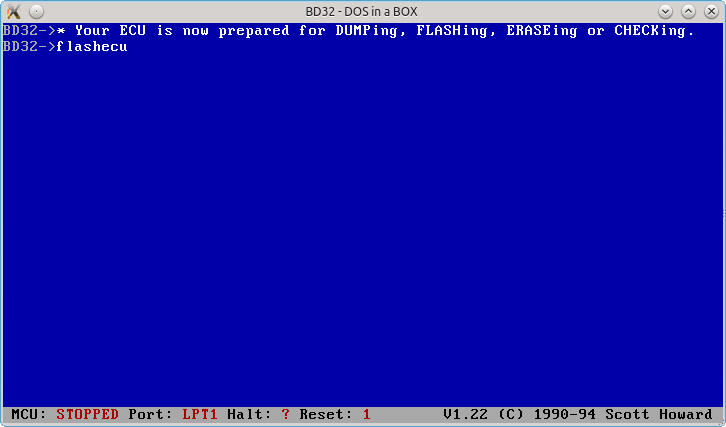 BD32 - DOS in a BOX
BD32->* Your ECU is now prepared for DUMPing, FLASHing, ERASEing or CHECKing.
BD32->flashecu
MCU: STOPPED Port: LPT1 Halt: ? Reset: 1 V1.22 (C) 1990-94 Scott Howard